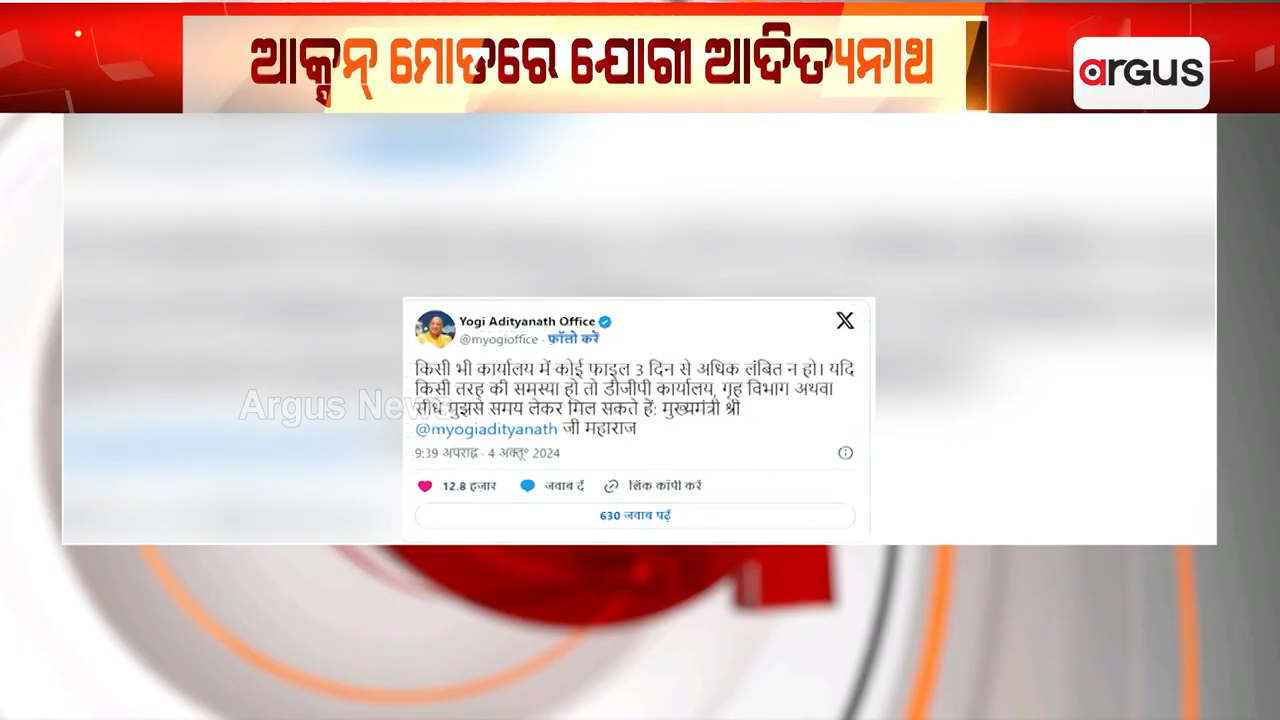 ଆକ୍ସନ୍ ମୋଡରେ ଯୋଗୀ ଆଦିତ୍ୟନାଥ
argus
Yogi Adityanath Office
@myogioffice · फ़ॉलो करें
किसी भी कार्यालय में कोई फाइल 3 दिन से अधिक लंबित न हो। यदि
किसी तरह की समस्या हो तो डीजीपी कार्यालय, गृह विभाग अथवा
सीधे मुझसे समय लेकर मिल सकते हैं: मुख्यमंत्री श्री
@myogiadityanath जी महाराज
Argus News
9:39 अपराह्न · 4 अक्तू॰ 2024
12.8 हज़ार जवाब दें लिंक कॉपी करें
630 जवाब पढ़ें